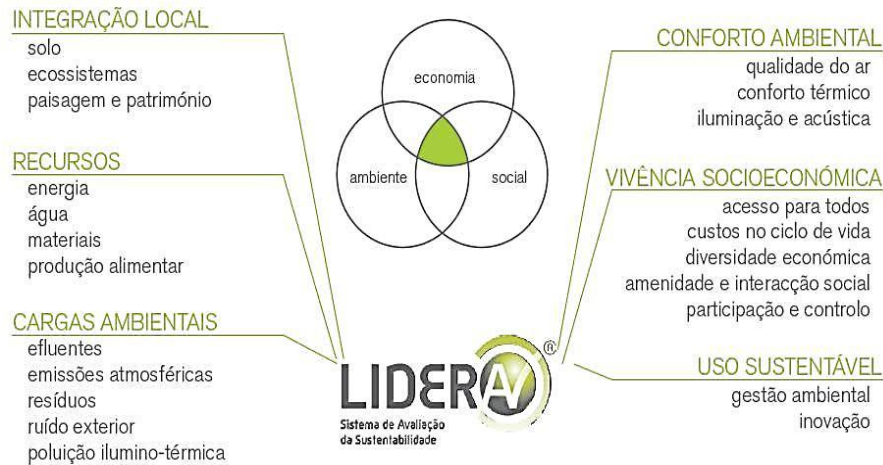 INTEGRAÇÃO LOCAL
solo
ecossistemas
paisagem e património
RECURSOS
energia
água
materiais
produção alimentar
CARGAS AMBIENTAIS
efluentes
emissões atmosféricas
resíduos
ruído exterior
poluição ilumino-térmica
economia
ambiente
social
LIDERA®
Sistema de Avaliação
da Sustentabilidade
CONFORTO AMBIENTAL
qualidade do ar
conforto térmico
iluminação e acústica
VIVÊNCIA SOCIOECONÓMICA
acesso para todos
custos no ciclo de vida
diversidade económica
amenidade e interacção social
participação e controlo
USO SUSTENTÁVEL
gestão ambiental
inovação